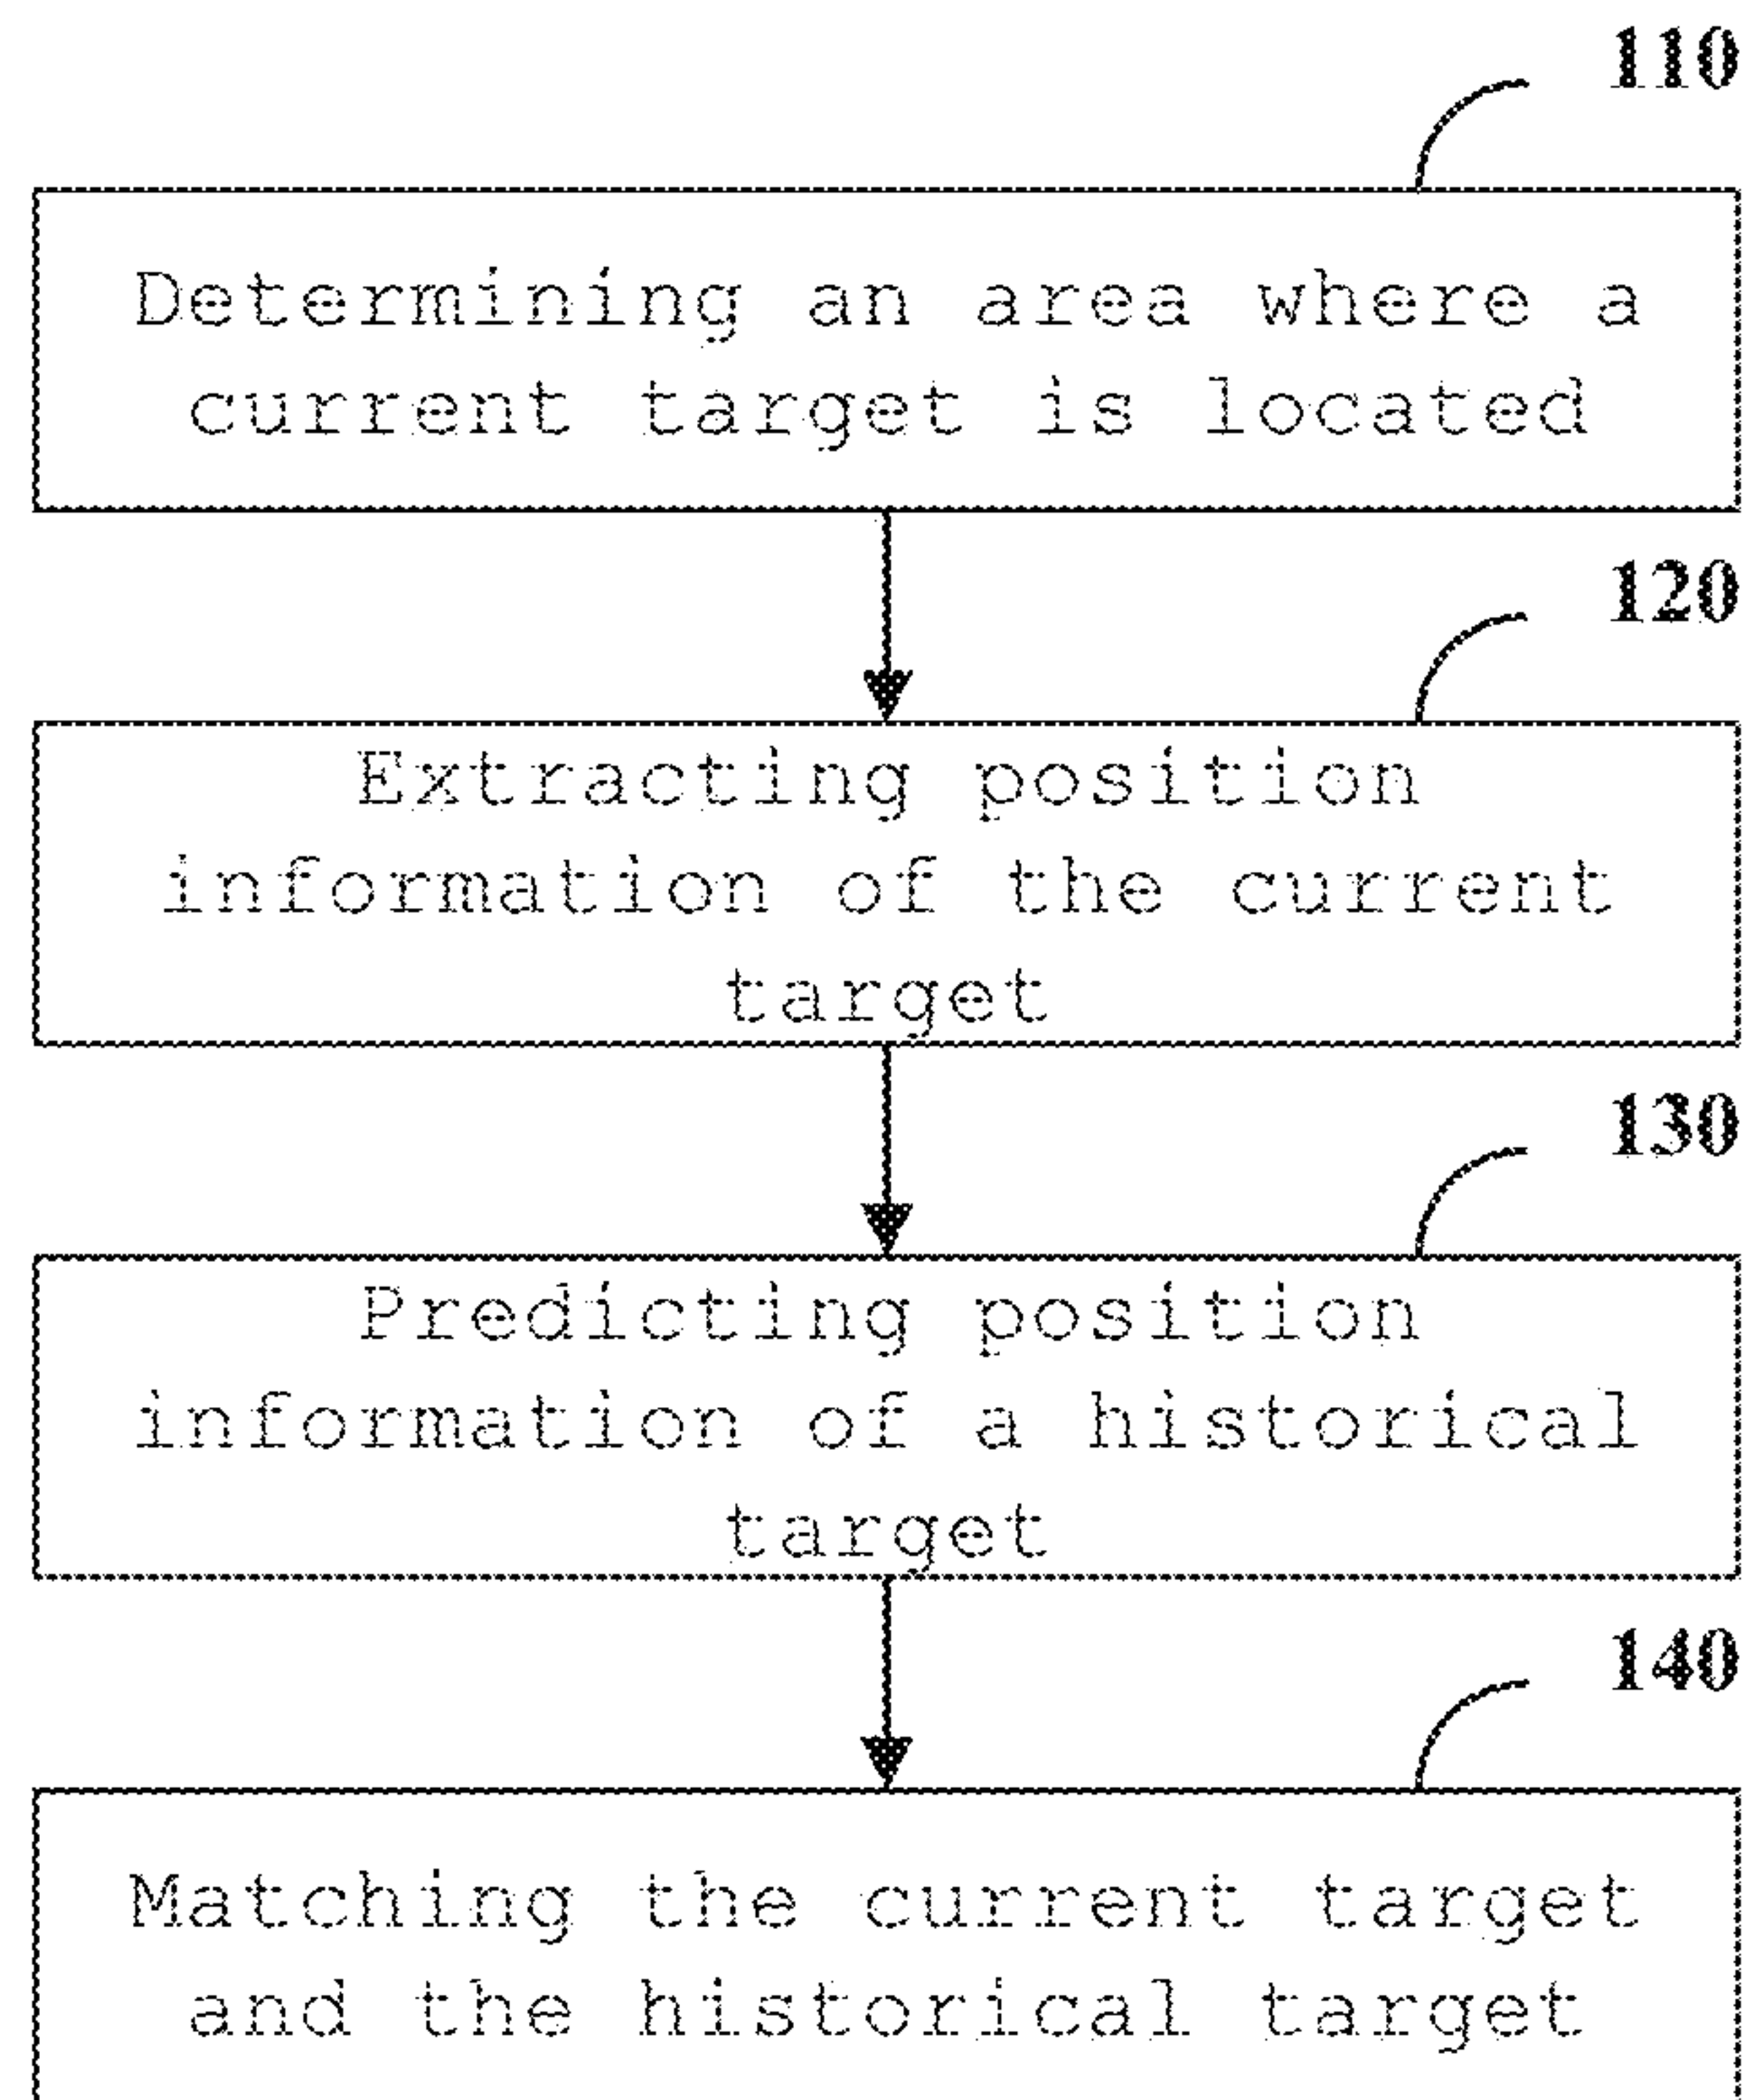 110
Determining an area where a
current target is located
120
Extracting position
information of the current
target
130
Predicting position
information of a historical
target
140
Matching the current target
and the historical target